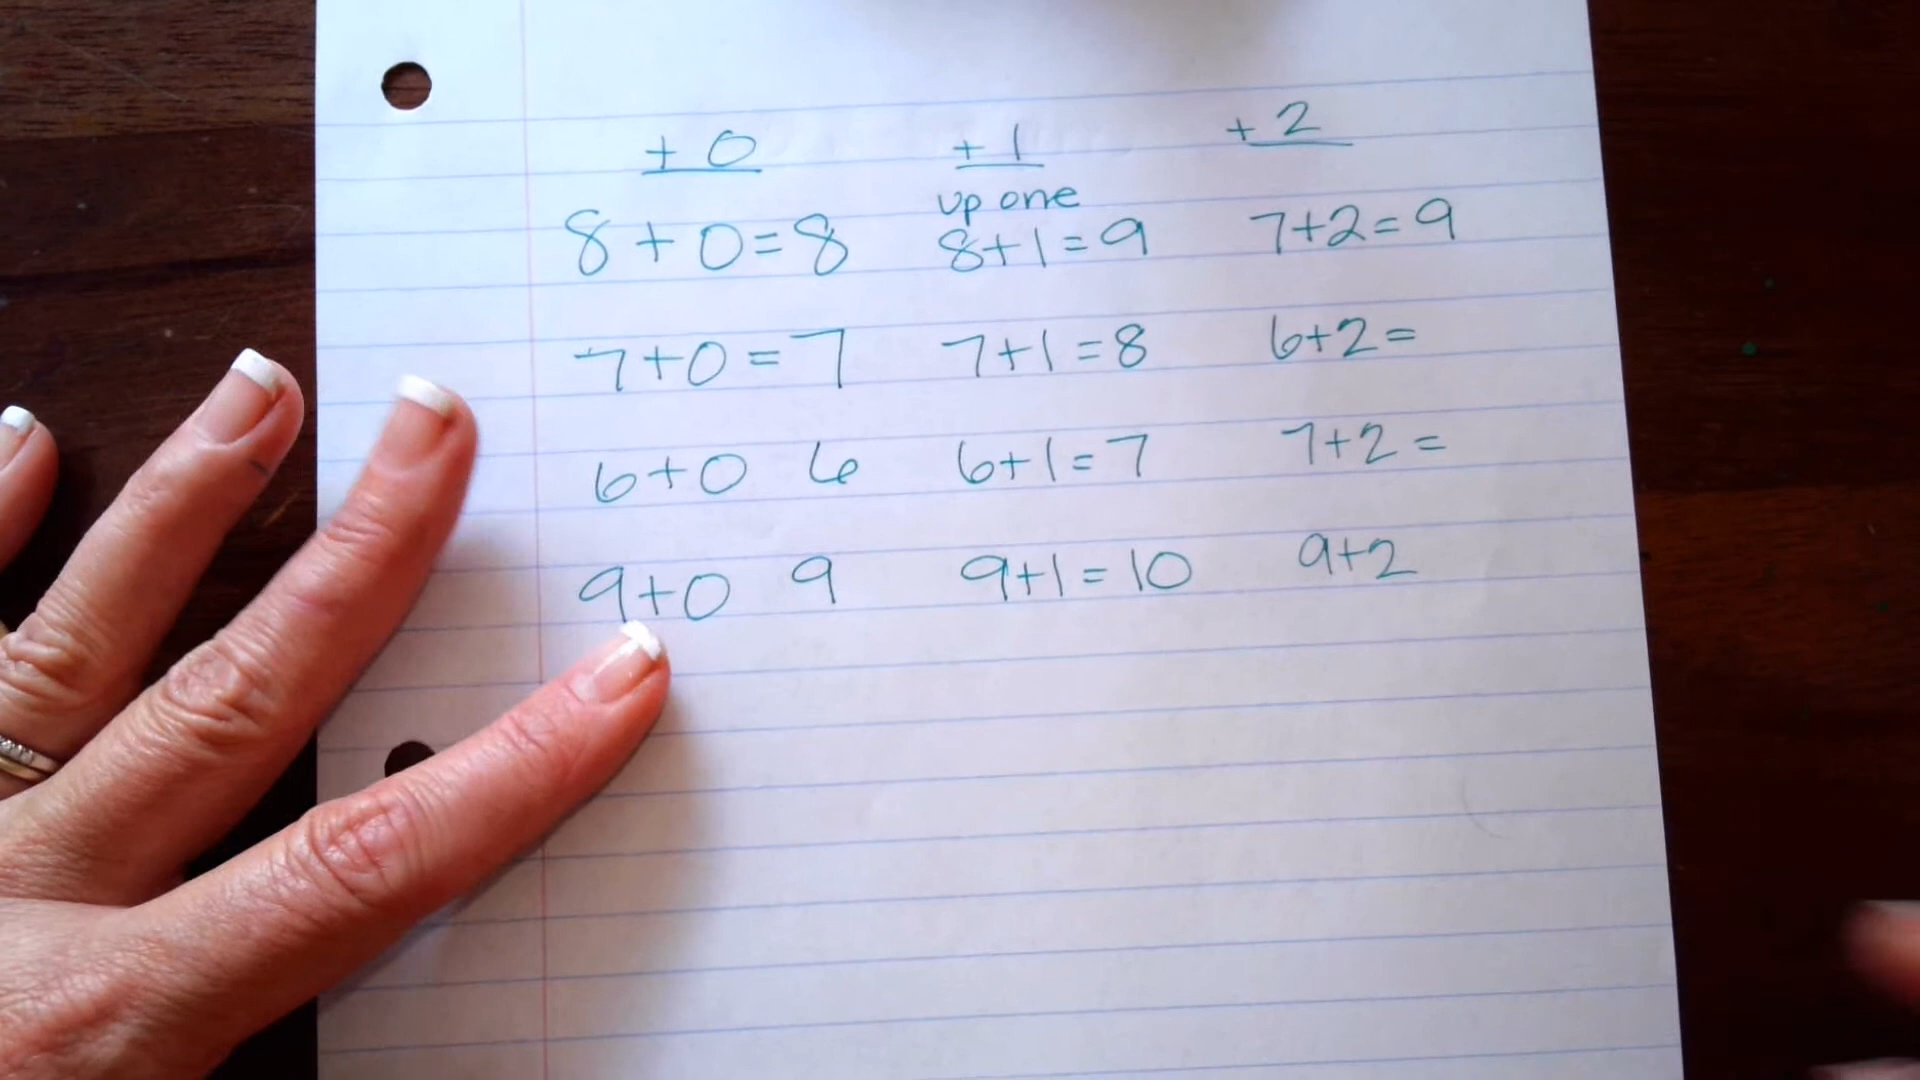 + 0 + 1 + 2
up one
8 + 0 = 8 8+1 = 9 7+2 = 9
7+0 = 7 7+1 = 8 6+2 =
6+0 6 6+1 = 7 7+2 =
9+0 9 9+1 = 10 9+2